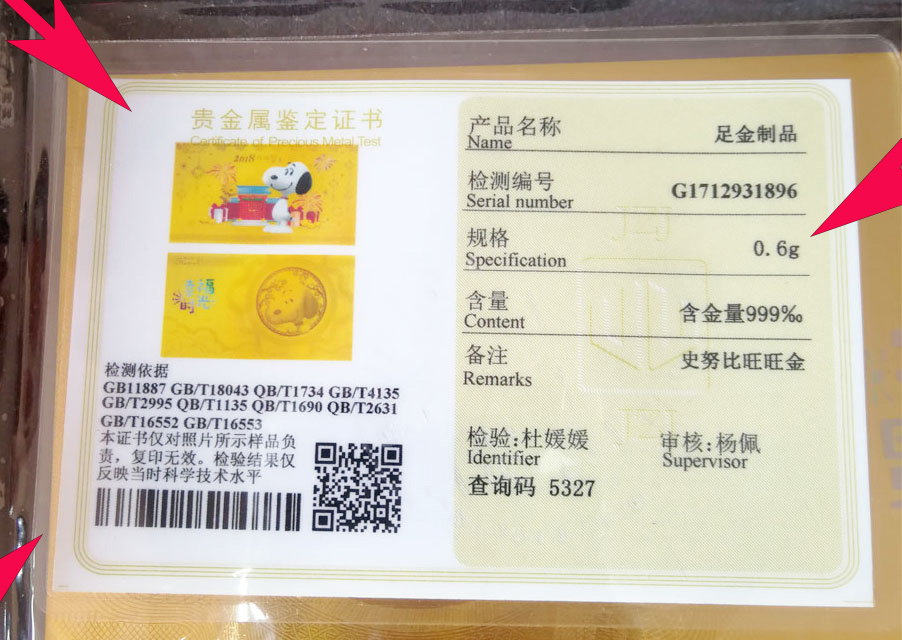 贵金属鉴定证书
Certificate of Precious Metal Test
2018
幸福
时光
检测依据
GB11887 GB/T18043 QB/T1734 GB/T4135
GB/T2995 QB/T1135 QB/T1690 QB/T2631
GB/T16552 GB/T16553
本证书仅对照片所示样品负
责，复印无效。检验结果仅
反映当时科学技术水平
产品名称 足金制品
Name
检测编号
Serial number G1712931896
规格 0.6g
Specification
含量 含金量999‰
Content
备注 史努比旺旺金
Remarks
检验:杜媛媛 审核:杨佩
Identifier Supervisor
查询码 5327